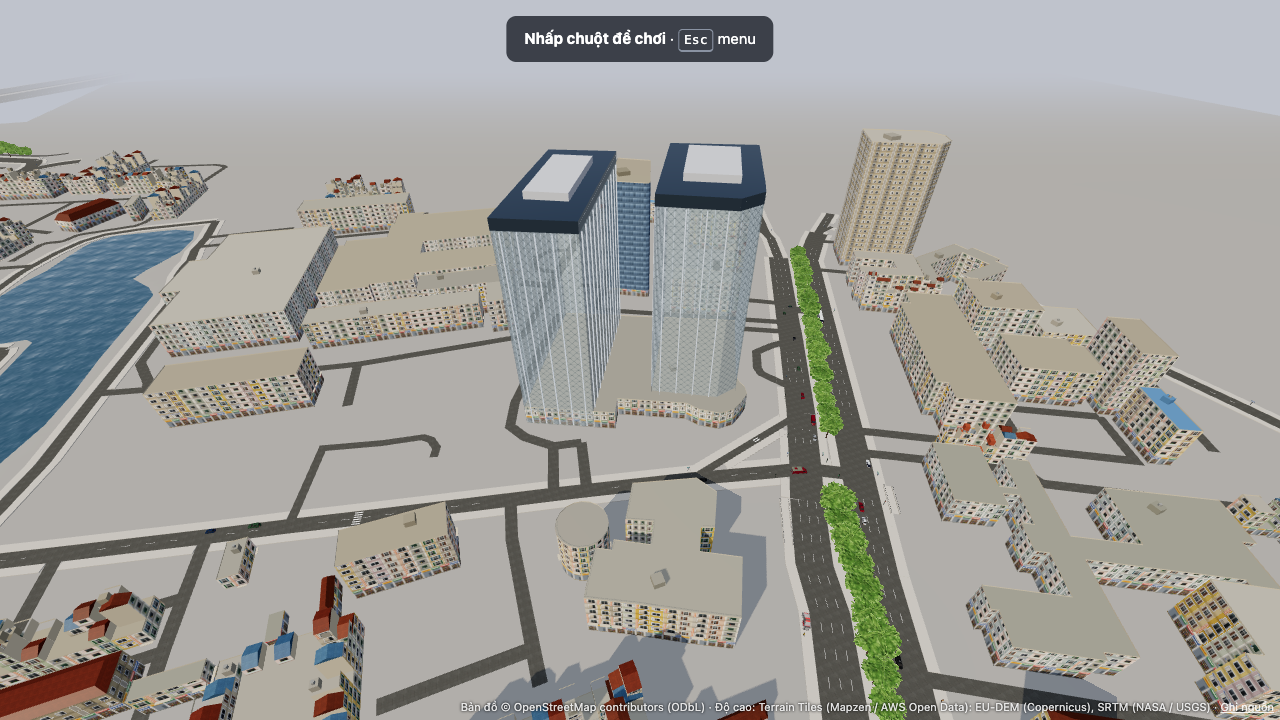 Nhấp chuột để chơi · Esc menu
Bản đồ © OpenStreetMap contributors (ODbL) · Độ cao: Terrain Tiles (Mapzen / AWS Open Data): EU-DEM (Copernicus), SRTM (NASA / USGS) · Ghi nguồn